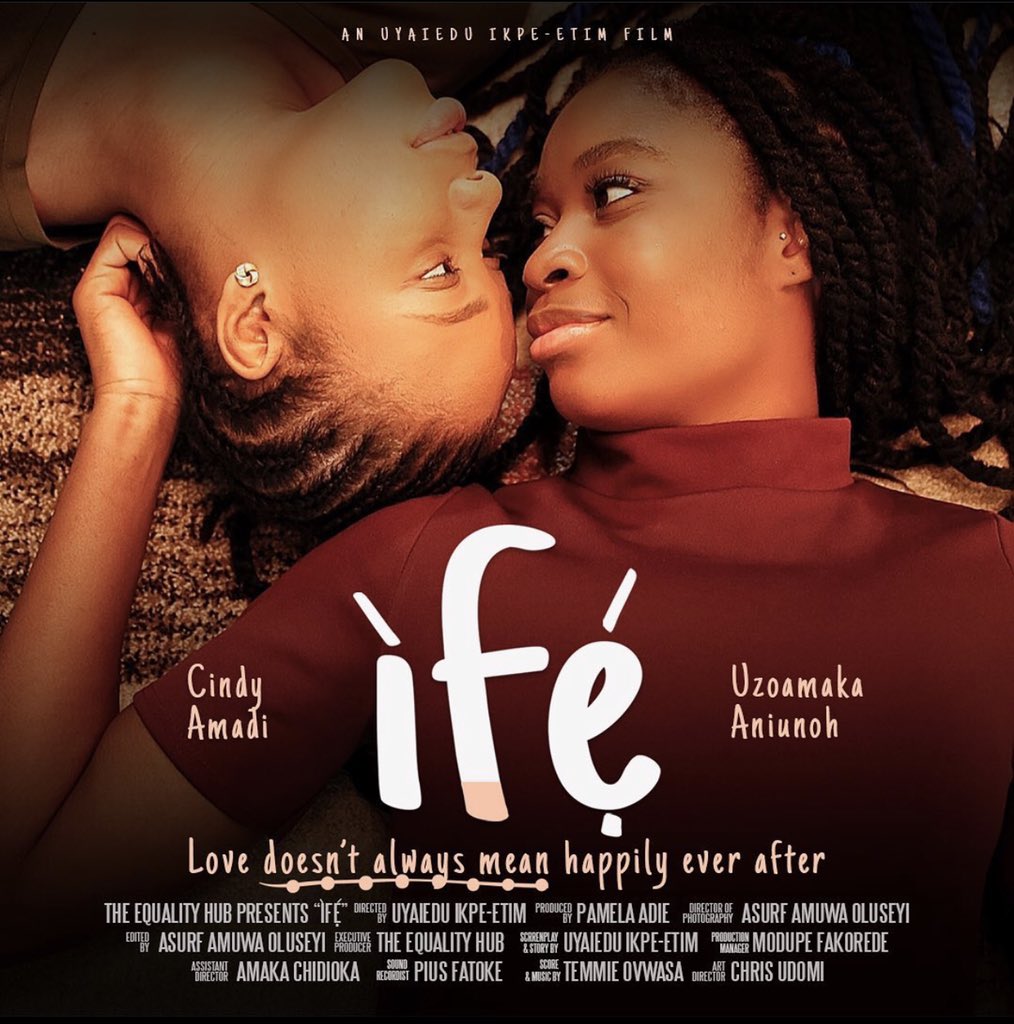 AN UYAIEDU IKPE-ETIM FILM
Cindy Amadi
Uzoamaka Aniunoh
ìfẹ́
Love doesn't always mean happily ever after
THE EQUALITY HUB PRESENTS "ÌFẸ́" DIRECTED BY UYAIEDU IKPE-ETIM PRODUCED BY PAMELA ADIE DIRECTOR OF PHOTOGRAPHY ASURF AMUWA OLUSEYI
EDITED BY ASURF AMUWA OLUSEYI EXECUTIVE PRODUCER THE EQUALITY HUB SCRRENPLAY & STORY BY UYAIEDU IKPE-ETIM PRODUCTION MANAGER MODUPE FAKOREDE
ASSISTANT DIRECTOR AMAKA CHIDIOKA SOUND RECORDIST PIUS FATOKE SCORE & MUSIC BY TEMMIE OVWASA ART DIRECTOR CHRIS UDOMI